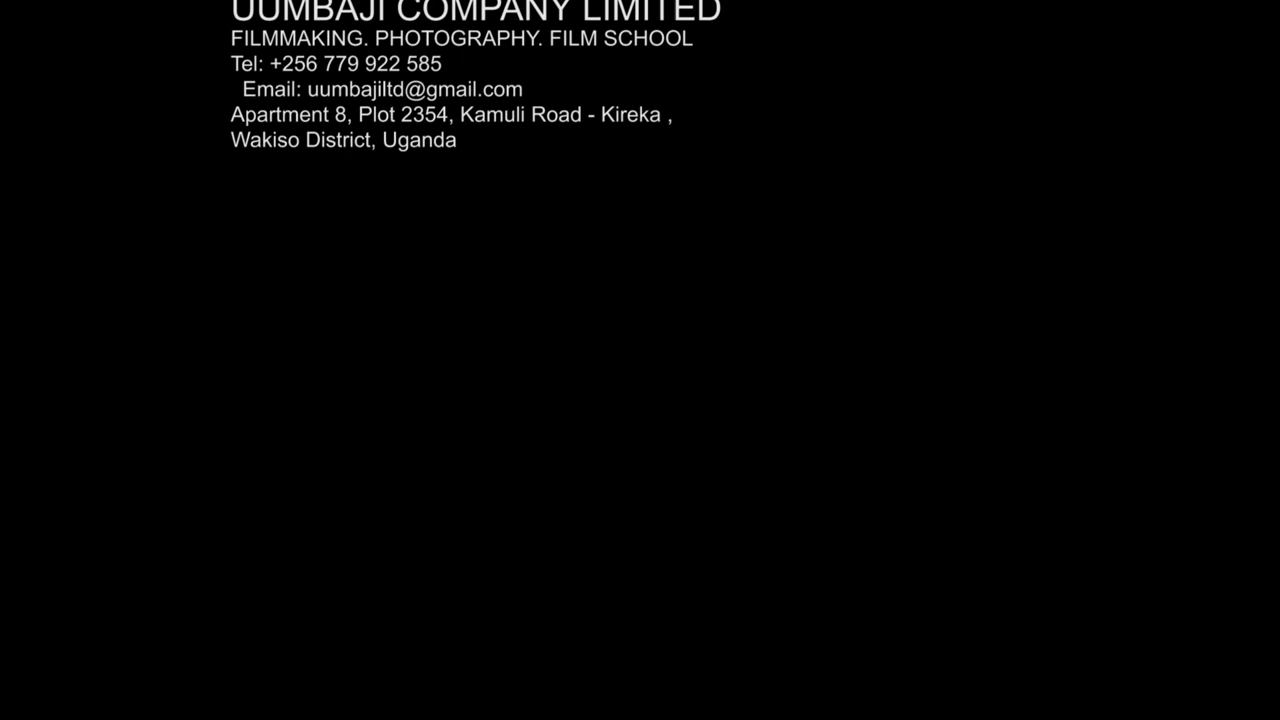 UUMBAJI COMPANY LIMITED
FILMMAKING. PHOTOGRAPHY. FILM SCHOOL
Tel: +256 779 922 585
Email: uumbajiltd@gmail.com
Apartment 8, Plot 2354, Kamuli Road - Kireka ,
Wakiso District, Uganda